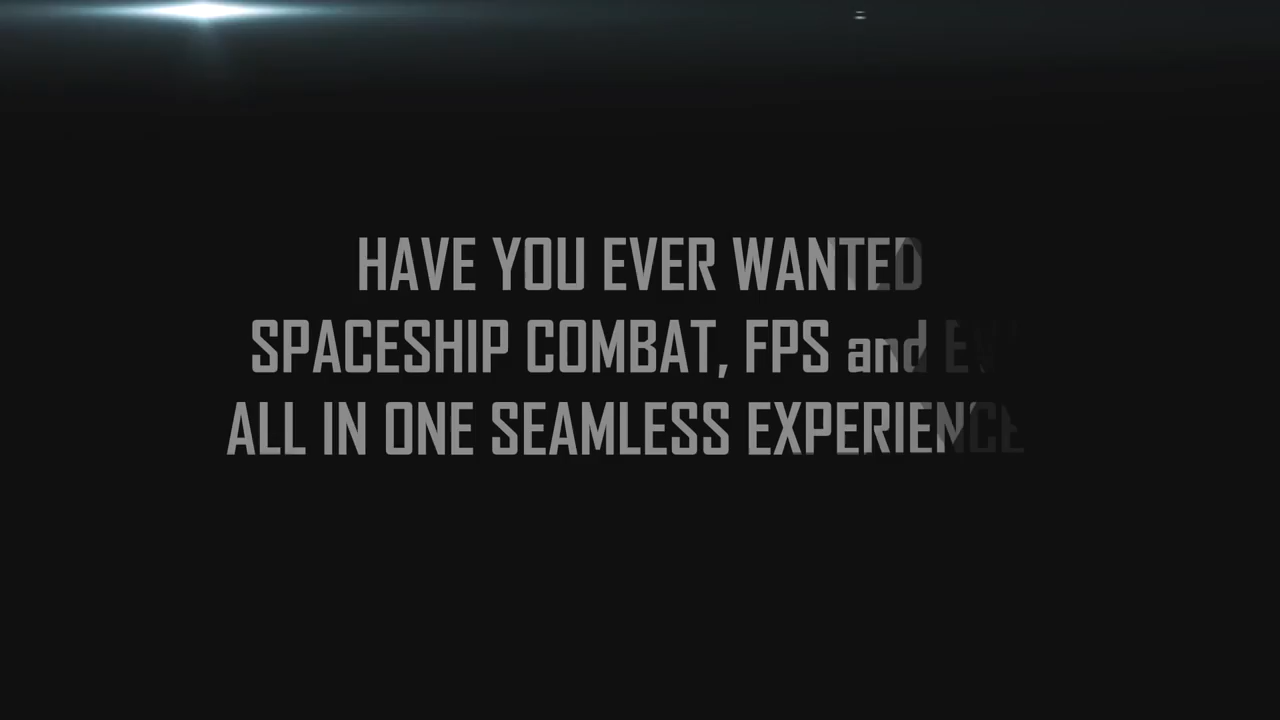 HAVE YOU EVER WANTED
SPACESHIP COMBAT, FPS and
ALL IN ONE SEAMLESS EXPERIENCE